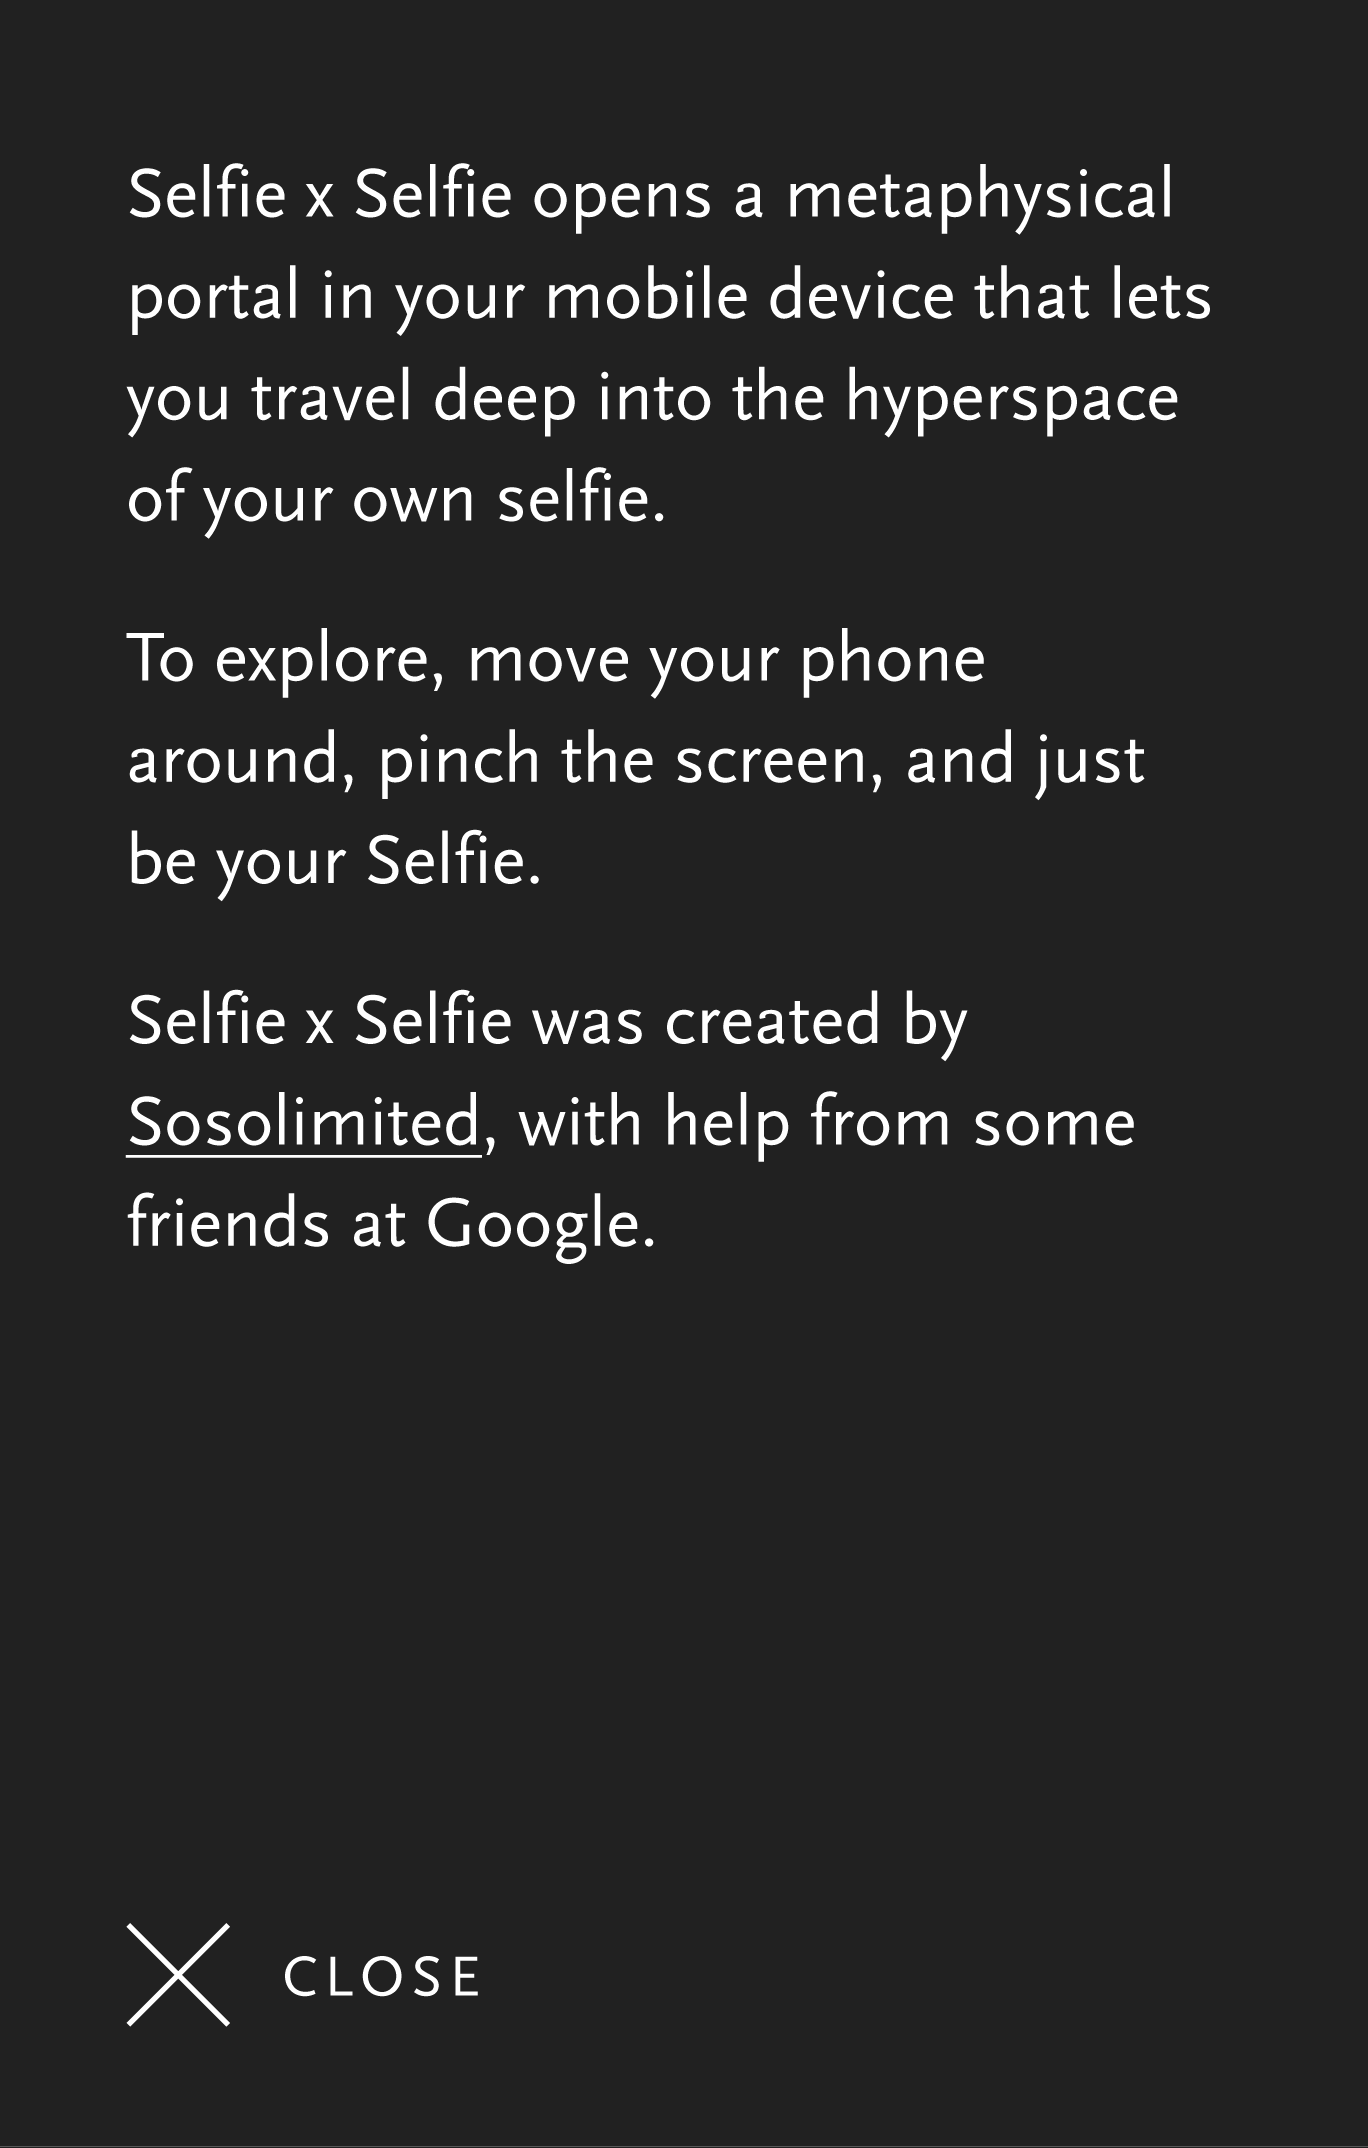 Selfie x Selfie opens a metaphysical
portal in your mobile device that lets
you travel deep into the hyperspace
of your own selfie.
To explore, move your phone
around, pinch the screen, and just
be your Selfie.
Selfie x Selfie was created by
Sosolimited, with help from some
friends at Google.
CLOSE